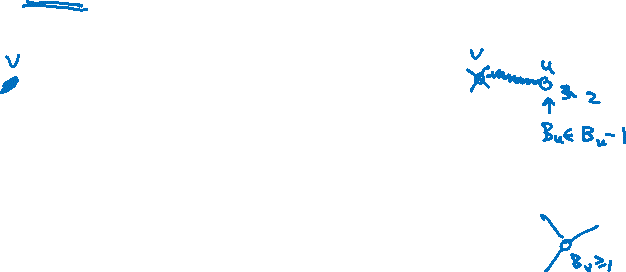 v
v u
2
↑
B_u ← B_u - 1
B_v ≥ 1